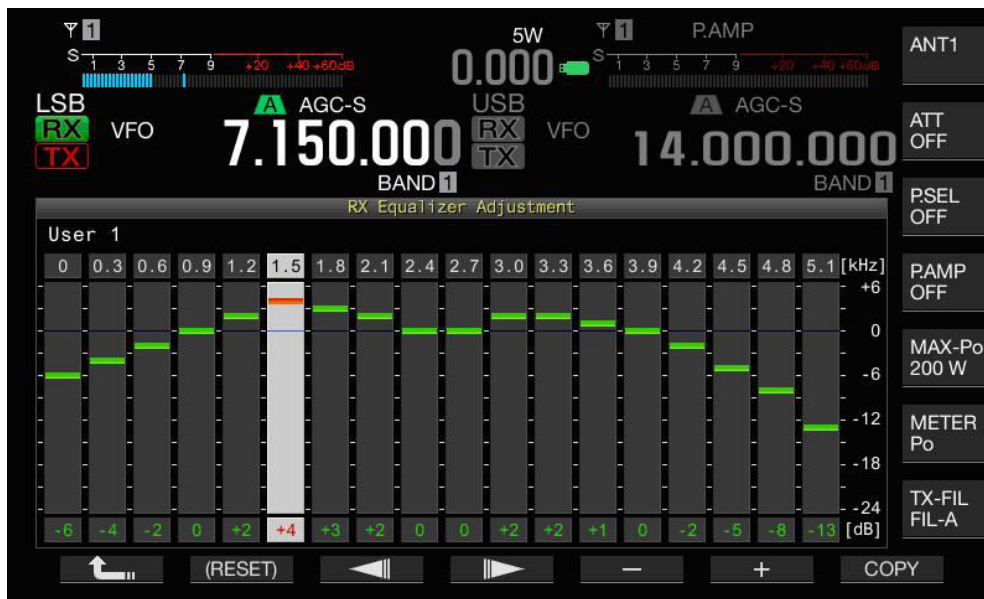 1 5W 1 P.AMP ANT1
S 1 3 5 7 9 +20 +40 +60dB 0.000 S 1 3 5 7 9 +20 +40 +60dB
LSB A AGC-S USB A AGC-S ATT
RX VFO 7.150.000 RX VFO 14.000.000 OFF
TX TX
BAND 1 BAND 1
P.SEL
OFF
RX Equalizer Adjustment
User 1
0 0.3 0.6 0.9 1.2 1.5 1.8 2.1 2.4 2.7 3.0 3.3 3.6 3.9 4.2 4.5 4.8 5.1 [kHz]
+6
0
-6
-12
-18
-24
-6 -4 -2 0 +2 +4 +3 +2 0 0 +2 +2 +1 0 -2 -5 -8 -13 [dB]
P.AMP
OFF
MAX-Po
200 W
METER
Po
TX-FIL
FIL-A
(RESET) − + COPY